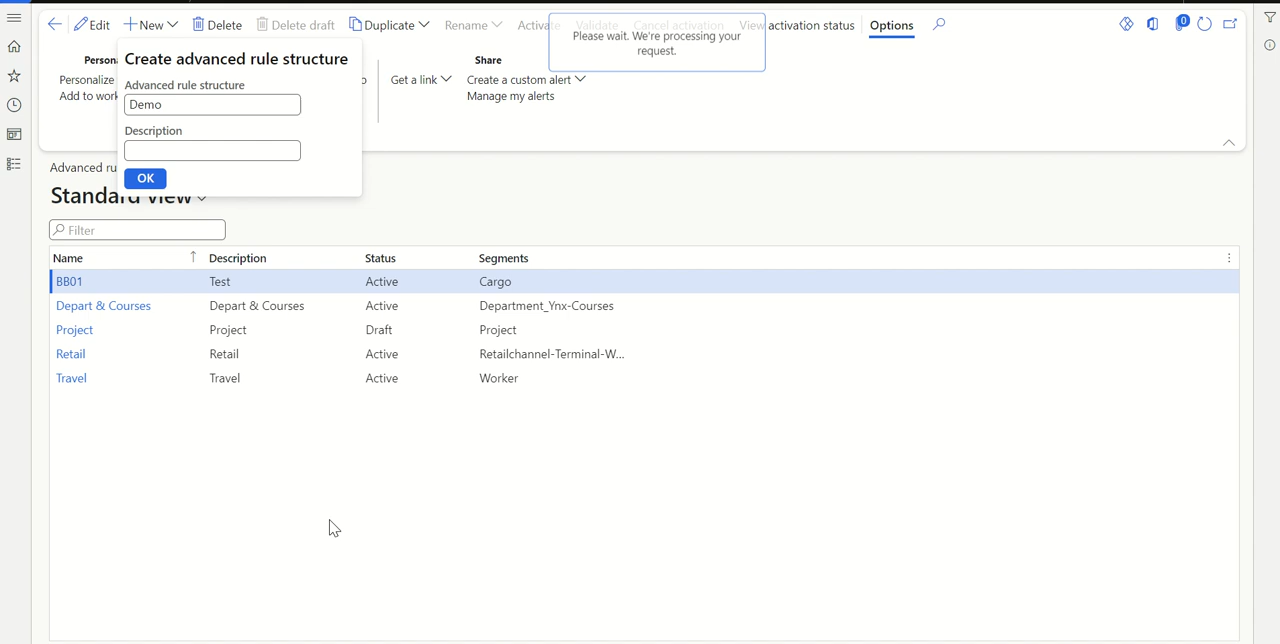 Edit New Delete Delete draft Duplicate Rename Activate Validate Cancel activation View activation status Options 0
Please wait. We're processing your
request.
Create advanced rule structure
Advanced rule structure
Demo
Description
OK
Persona
Personalize
Add to work
Get a link
Share
Create a custom alert
Manage my alerts
Advanced ru
Standard view
Filter
Name Description Status Segments
BB01 Test Active Cargo
Depart & Courses Depart & Courses Active Department_Ynx-Courses
Project Project Draft Project
Retail Retail Active Retailchannel-Terminal-W...
Travel Travel Active Worker